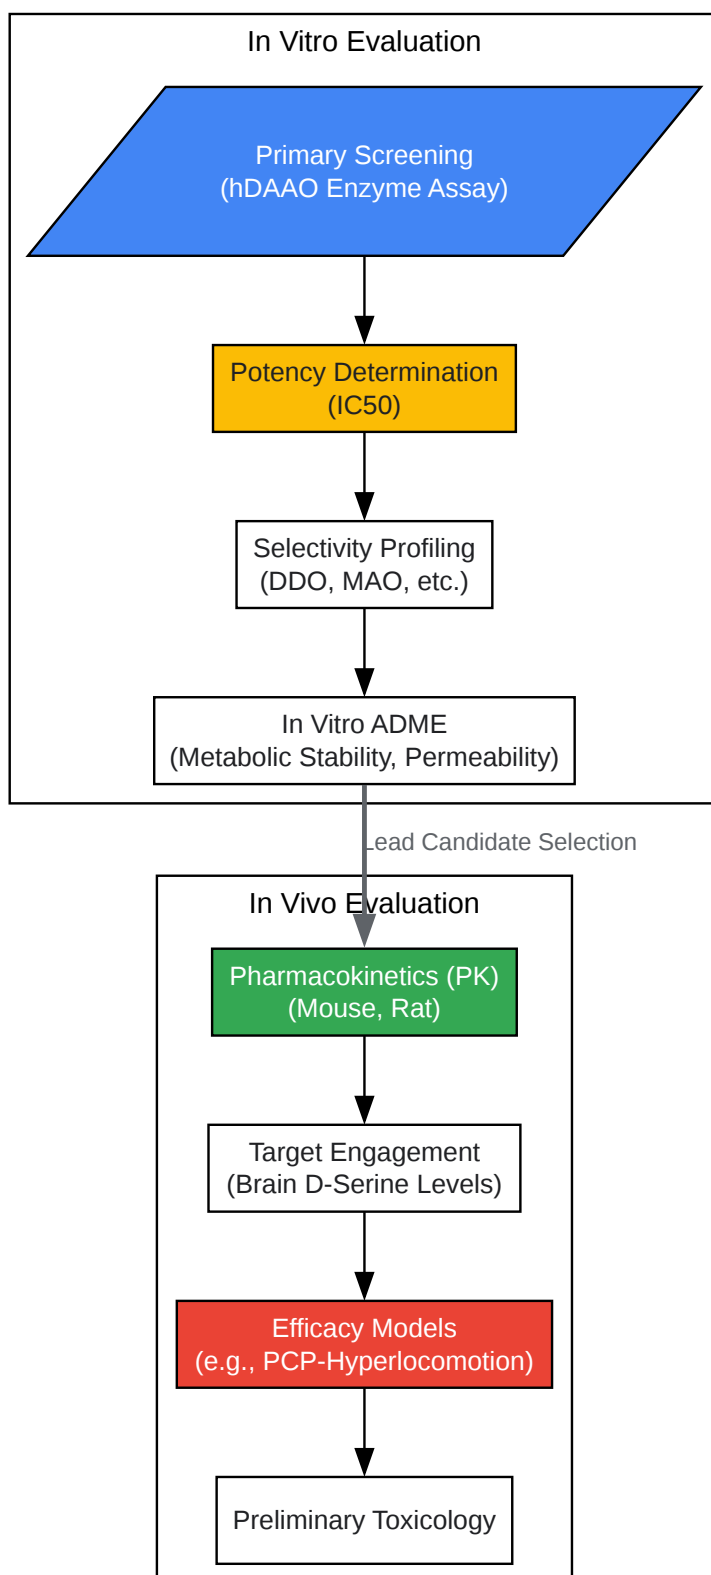 In Vitro Evaluation
Primary Screening
(hDAAO Enzyme Assay)
Potency Determination
(IC50)
Selectivity Profiling
(DDO, MAO, etc.)
In Vitro ADME
(Metabolic Stability, Permeability)
Lead Candidate Selection
In Vivo Evaluation
Pharmacokinetics (PK)
(Mouse, Rat)
Target Engagement
(Brain D-Serine Levels)
Efficacy Models
(e.g., PCP-Hyperlocomotion)
Preliminary Toxicology